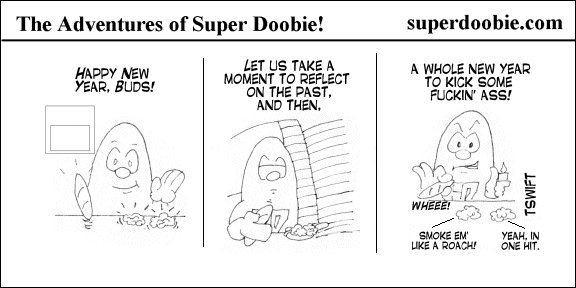 The Adventures of Super Doobie!
superdoobie.com
HAPPY NEW
YEAR, BUDS!
LET US TAKE A
MOMENT TO REFLECT
ON THE PAST,
AND THEN,
A WHOLE NEW YEAR
TO KICK SOME
FUCKIN' ASS!
WHEEE!
TSWIFT
SMOKE EM'
LIKE A ROACH!
YEAH. IN
ONE HIT.